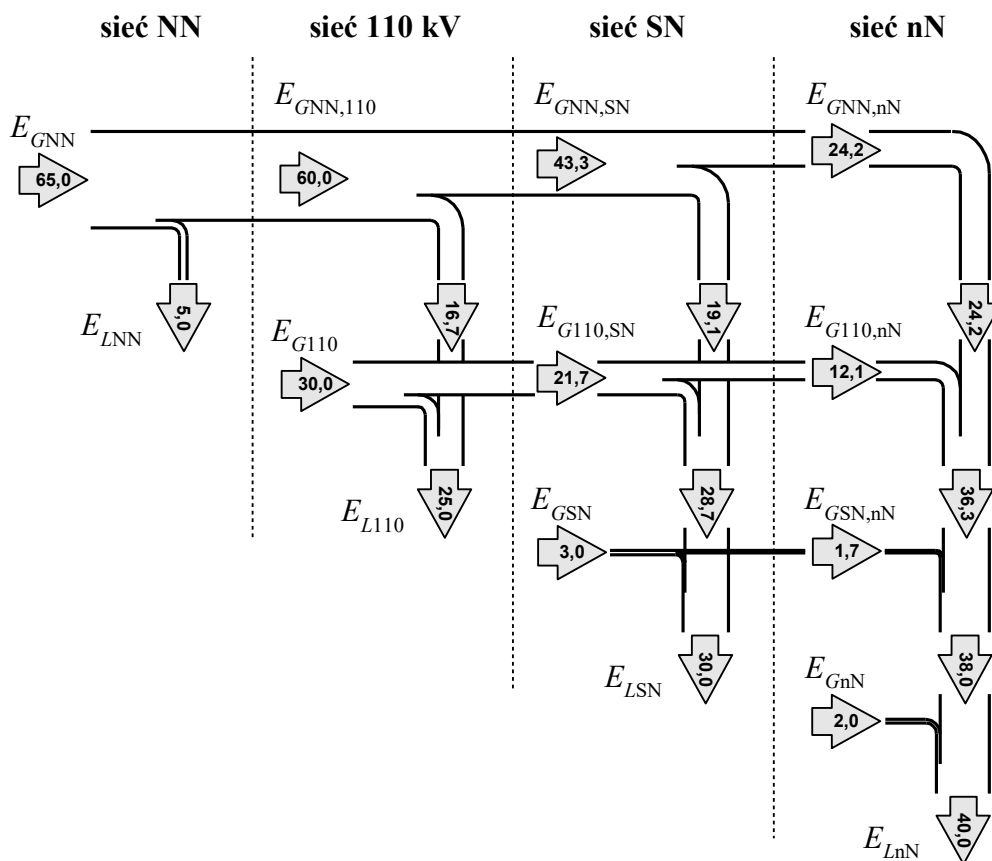 sieć NN sieć 110 kV sieć SN sieć nN
E_GNN,110 E_GNN,SN E_GNN,nN
E_GNN
65,0 60,0 43,3 24,2
5,0 16,7 19,1 24,2
E_LNN E_G110 E_G110,SN E_G110,nN
30,0 21,7 12,1
25,0 28,7 36,3
E_L110 E_GSN E_GSN,nN
3,0 1,7
30,0 38,0
E_LSN E_GnN
2,0
40,0
E_LnN